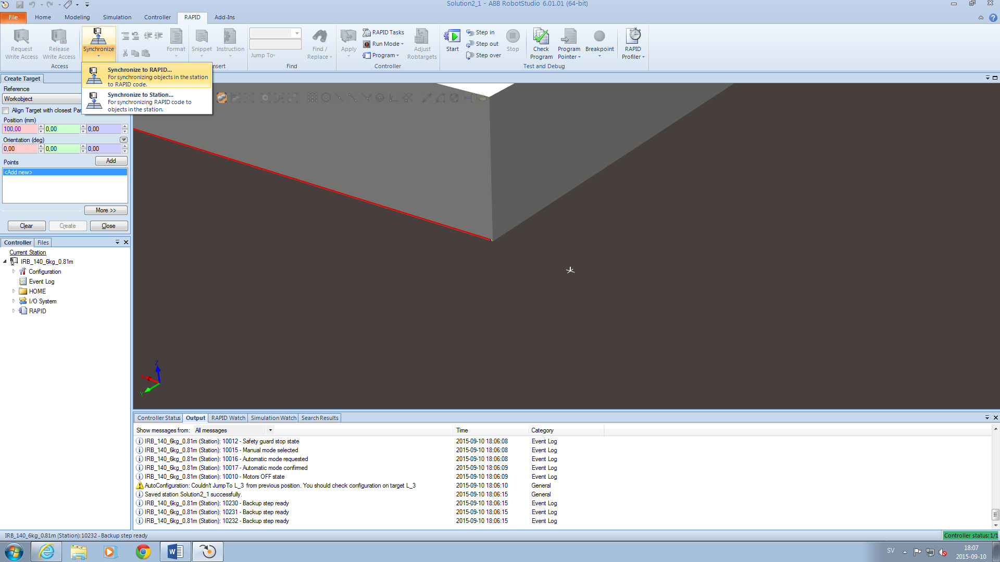 Solution2_1 - ABB RobotStudio 6.01.01 (64-bit)
File Home Modeling Simulation Controller RAPID Add-Ins
Request Write Access
Release Write Access
Synchronize
Format
Snippet
Instruction
Jump To
Find / Replace
Apply
RAPID Tasks
Run Mode
Program
Adjust Robtargets
Start
Step in
Step out
Step over
Stop
Check Program
Program Pointer
Breakpoint
RAPID Profiler
Access
nsert
Find
Controller
Test and Debug
Synchronize to RAPID...
For synchronizing objects in the station
to RAPID code.
Synchronize to Station...
For synchronizing RAPID code to
objects in the station.
Create Target
Reference
Workobject
Align Target with closest Par
Position (mm)
100,00 0,00 0,00
Orientation (deg)
0,00 0,00 0,00
Points
Add
<Add new>
More >>
Clear Create Close
Controller Files
Current Station
IRB_140_6kg_0.81m
Configuration
Event Log
HOME
I/O System
RAPID
Z
X
Y
Controller Status Output RAPID Watch Simulation Watch Search Results
Show messages from: All messages Time Category
IRB_140_6kg_0.81m (Station): 10012 - Safety guard stop state 2015-09-10 18:06:08 Event Log
IRB_140_6kg_0.81m (Station): 10015 - Manual mode selected 2015-09-10 18:06:08 Event Log
IRB_140_6kg_0.81m (Station): 10016 - Automatic mode requested 2015-09-10 18:06:08 Event Log
IRB_140_6kg_0.81m (Station): 10017 - Automatic mode confirmed 2015-09-10 18:06:09 Event Log
IRB_140_6kg_0.81m (Station): 10010 - Motors OFF state 2015-09-10 18:06:09 Event Log
AutoConfiguration: Couldn't JumpTo L_3 from previous position. You should check configuration on target L_3 2015-09-10 18:06:10 General
Saved station Solution2_1 successfully. 2015-09-10 18:06:15 General
IRB_140_6kg_0.81m (Station): 10230 - Backup step ready 2015-09-10 18:06:15 Event Log
IRB_140_6kg_0.81m (Station): 10231 - Backup step ready 2015-09-10 18:06:15 Event Log
IRB_140_6kg_0.81m (Station): 10232 - Backup step ready 2015-09-10 18:06:15 Event Log
IRB_140_6kg_0.81m (Station): 10232 - Backup step ready
Controller status: 1/1
SV
18:07
2015-09-10